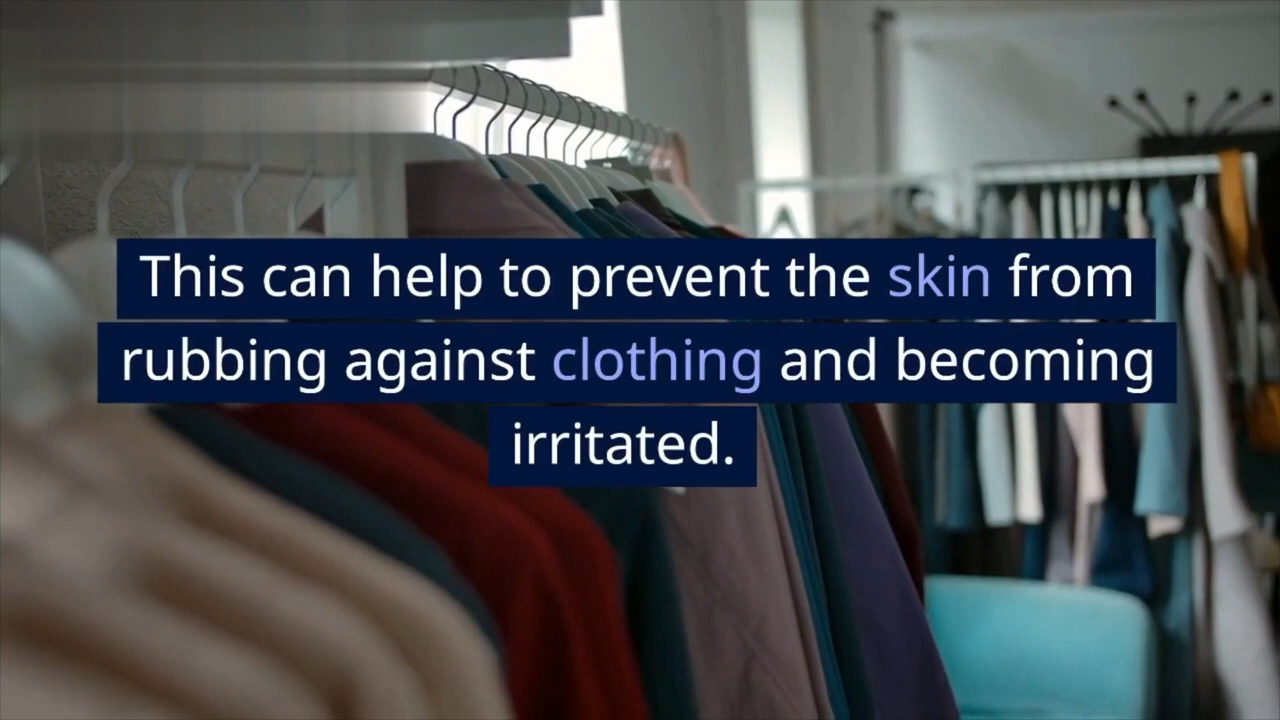 This can help to prevent the skin from
rubbing against clothing and becoming
irritated.